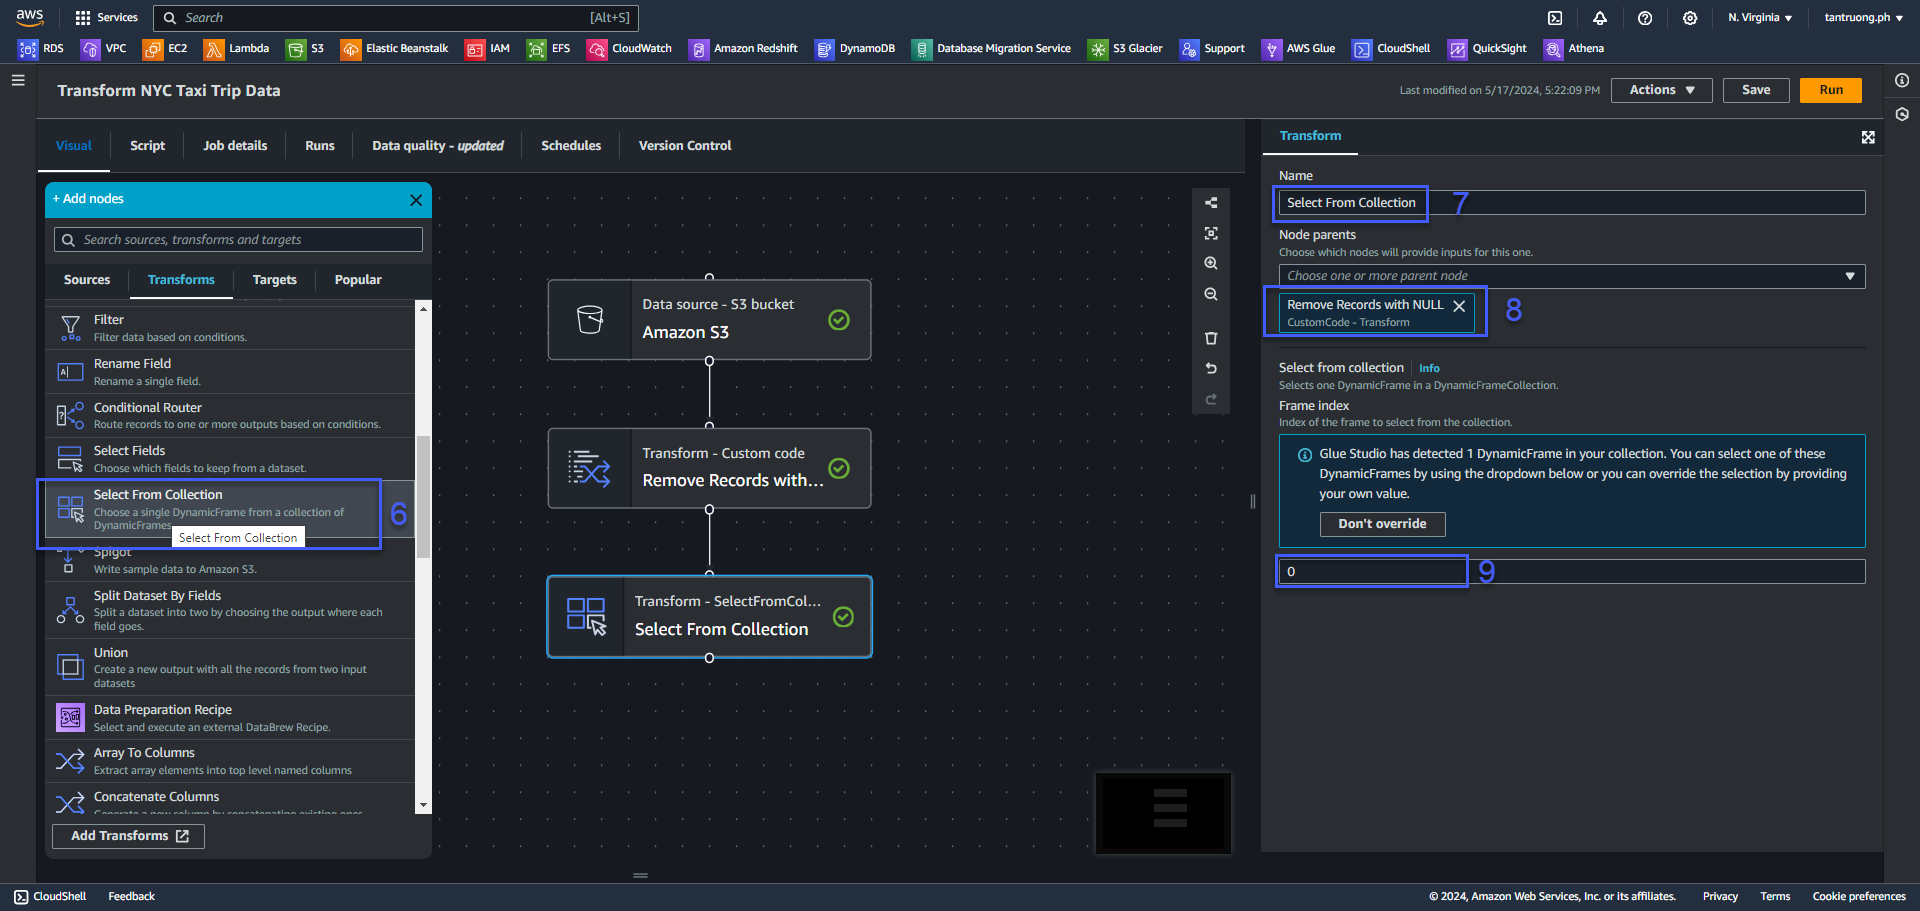 aws
Services
Search
[Alt+S]
N. Virginia
tantruong.ph
RDS
VPC
EC2
Lambda
S3
Elastic Beanstalk
IAM
EFS
CloudWatch
Amazon Redshift
DynamoDB
Database Migration Service
S3 Glacier
Support
AWS Glue
CloudShell
QuickSight
Athena
Transform NYC Taxi Trip Data
Last modified on 5/17/2024, 5:22:09 PM
Actions
Save
Run
Visual
Script
Job details
Runs
Data quality - updated
Schedules
Version Control
+ Add nodes
Search sources, transforms and targets
Sources
Transforms
Targets
Popular
Filter
Filter data based on conditions.
Rename Field
Rename a single field.
Conditional Router
Route records to one or more outputs based on conditions.
Select Fields
Choose which fields to keep from a dataset.
Select From Collection
Choose a single DynamicFrame from a collection of
DynamicFrames
6
Select From Collection
Spigot
Write sample data to Amazon S3.
Split Dataset By Fields
Split a dataset into two by choosing the output where each
field goes.
Union
Create a new output with all the records from two input
datasets
Data Preparation Recipe
Select and execute an external DataBrew Recipe.
Array To Columns
Extract array elements into top level named columns
Concatenate Columns
Generate a new column by concatenating existing ones
Add Transforms
Data source - S3 bucket
Amazon S3
Transform - Custom code
Remove Records with...
Transform - SelectFromCol...
Select From Collection
Transform
Name
Select From Collection
7
Node parents
Choose which nodes will provide inputs for this one.
Choose one or more parent node
Remove Records with NULL
CustomCode - Transform
8
Select from collection
Info
Selects one DynamicFrame in a DynamicFrameCollection.
Frame index
Index of the frame to select from the collection.
Glue Studio has detected 1 DynamicFrame in your collection. You can select one of these
DynamicFrames by using the dropdown below or you can override the selection by providing
your own value.
Don't override
0
9
CloudShell
Feedback
© 2024, Amazon Web Services, Inc. or its affiliates.
Privacy
Terms
Cookie preferences